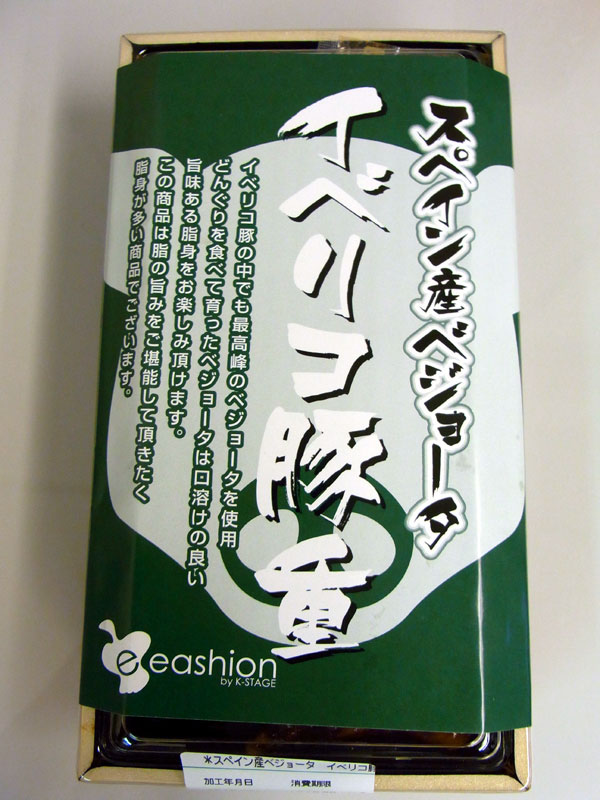 スペイン産ベジョータ
イベリコ豚重
イベリコ豚の中でも最高峰のベジョータを使用
どんぐりを食べて育ったベジョータは口溶けの良い
旨味ある脂身をお楽しみ頂けます。
この商品は脂の旨みをご堪能して頂きたく
脂身が多い商品でございます。
e eashion
by K-STAGE
*スペイン産ベジョータ イベリコ
加工年月日 消費期限